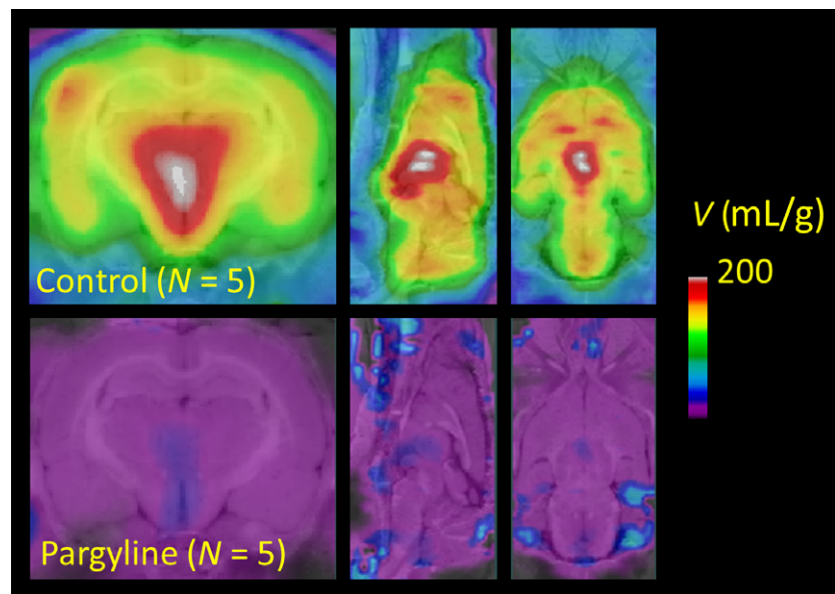 V (mL/g)
200
Control (N = 5)
Pargyline (N = 5)